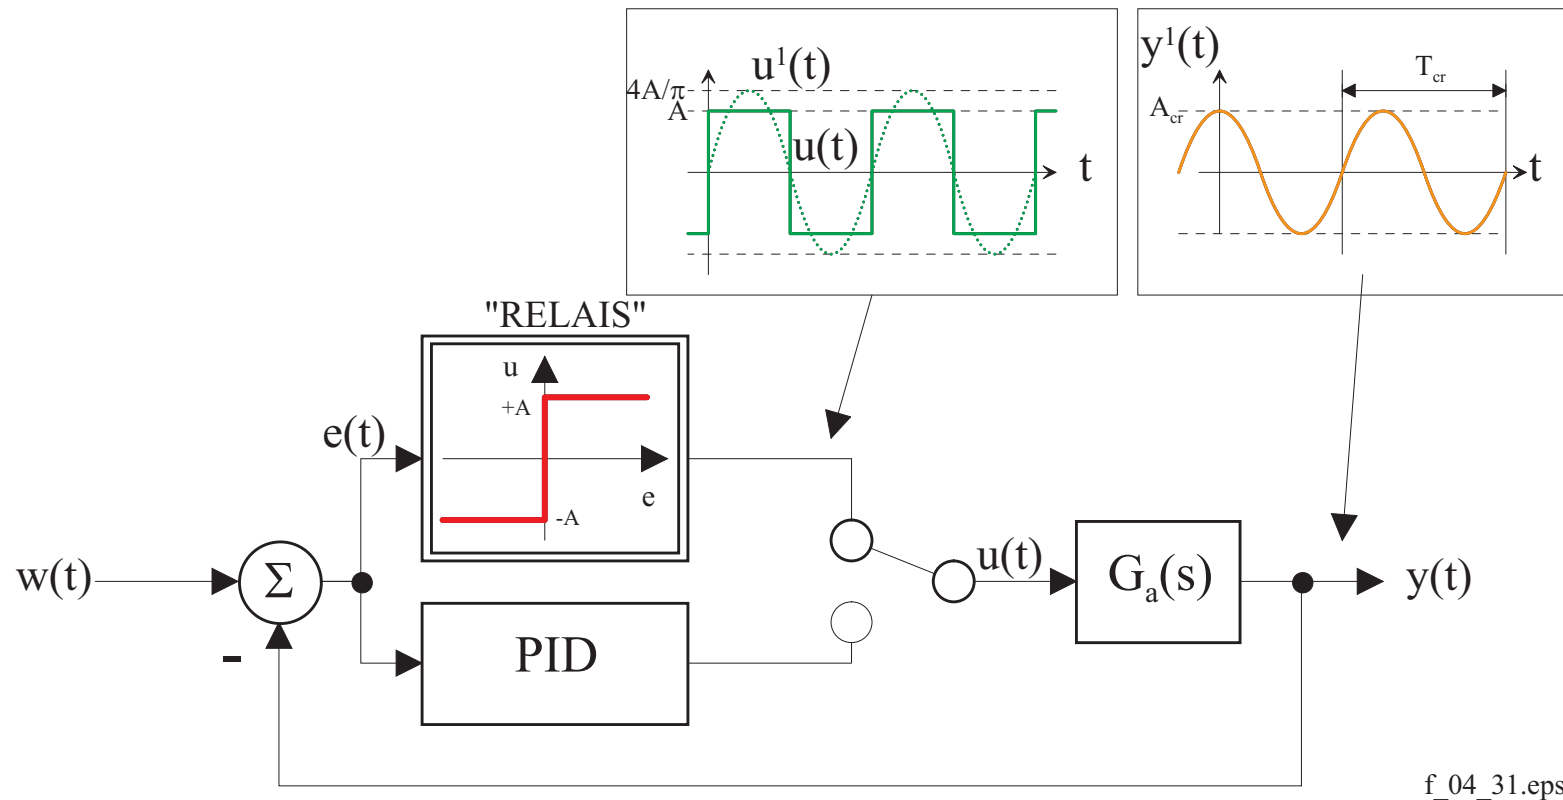 u¹(t)
4A/π
A
u(t)
t
y¹(t)
T_cr
A_cr
t
"RELAIS"
u
+A
e(t)
e
-A
w(t)
Σ
u(t)
G_a(s)
y(t)
-
PID
f_04_31.eps